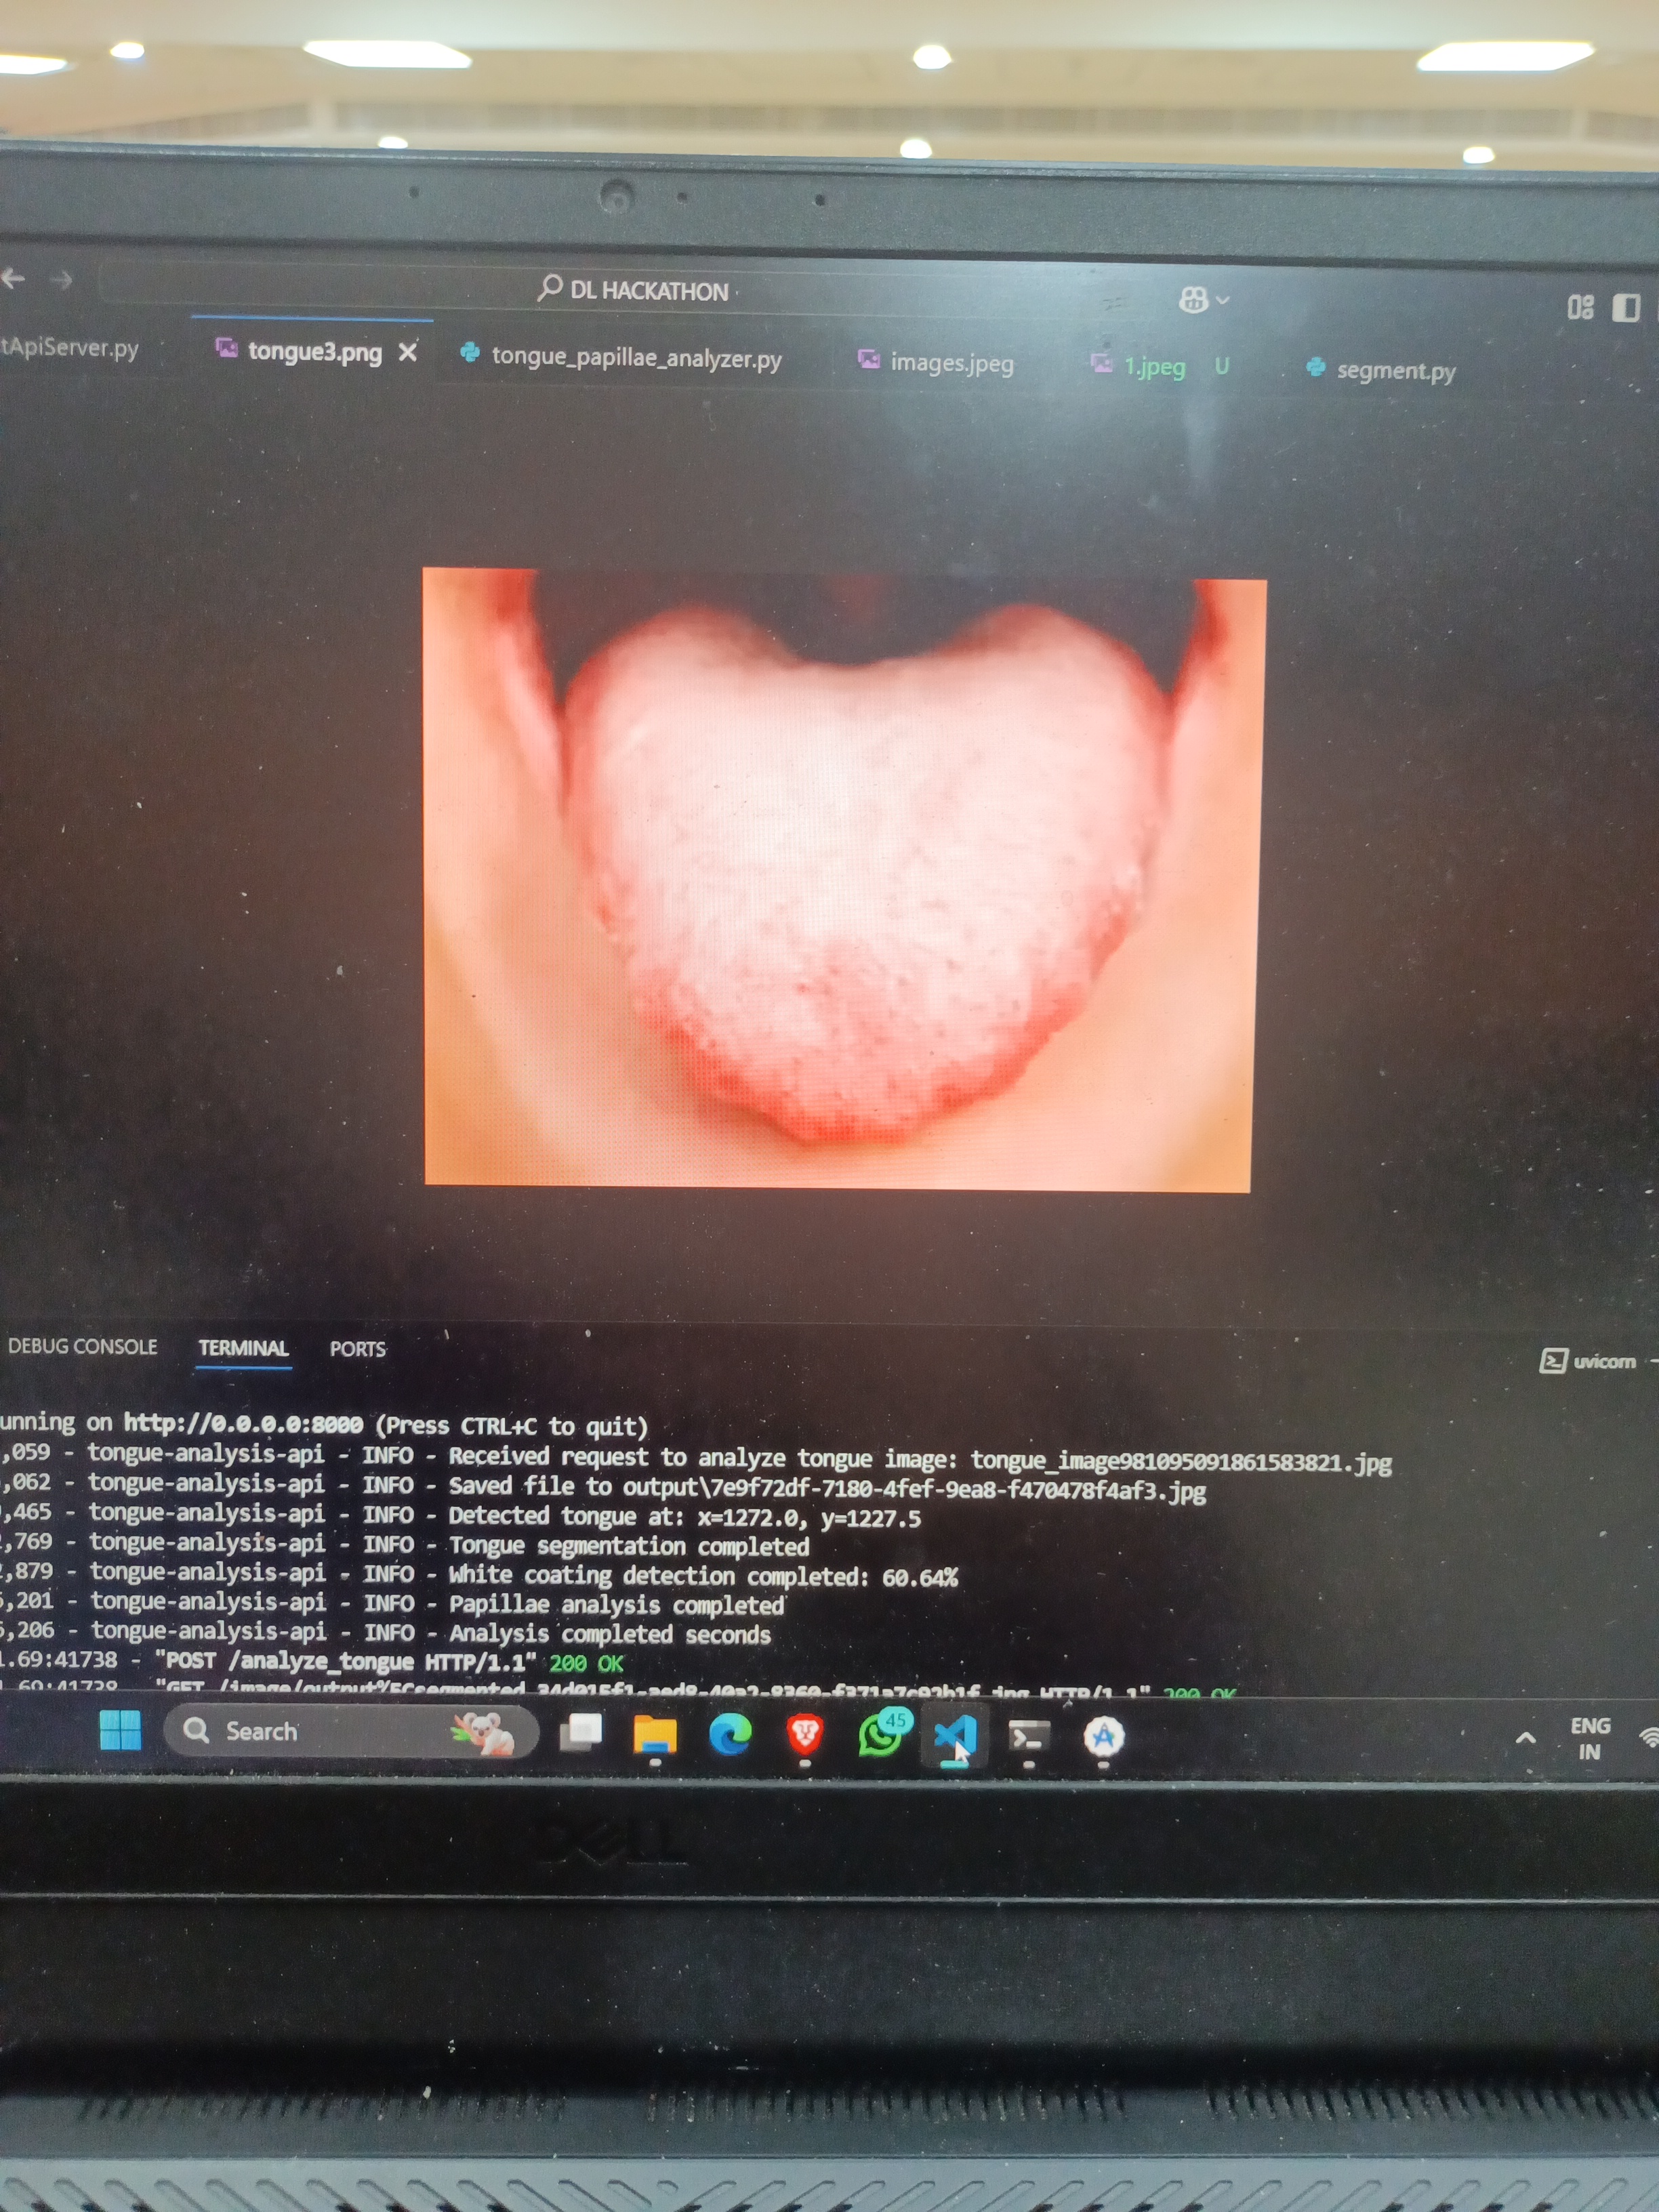 DL HACKATHON
tApiServer.py
tongue3.png
tongue_papillae_analyzer.py
images.jpeg
1.jpeg U
segment.py
DEBUG CONSOLE TERMINAL PORTS
uvicorn
unning on http://0.0.0.0:8000 (Press CTRL+C to quit)
,059 - tongue-analysis-api - INFO - Received request to analyze tongue image: tongue_image981095091861583821.jpg
,062 - tongue-analysis-api - INFO - Saved file to output\7e9f72df-7180-4fef-9ea8-f470478f4af3.jpg
,465 - tongue-analysis-api - INFO - Detected tongue at: x=1272.0, y=1227.5
,769 - tongue-analysis-api - INFO - Tongue segmentation completed
,879 - tongue-analysis-api - INFO - White coating detection completed: 60.64%
,201 - tongue-analysis-api - INFO - Papillae analysis completed
,206 - tongue-analysis-api - INFO - Analysis completed seconds
.69:41738 - "POST /analyze_tongue HTTP/1.1" 200 OK
"GET HTTP/1.1" 200 OK
Search
45
ENG
IN
DELL